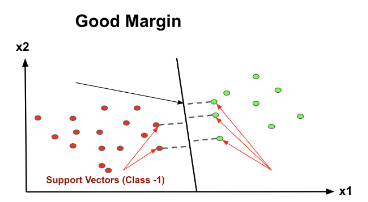 Good Margin
x2
Support Vectors (Class -1)
x1